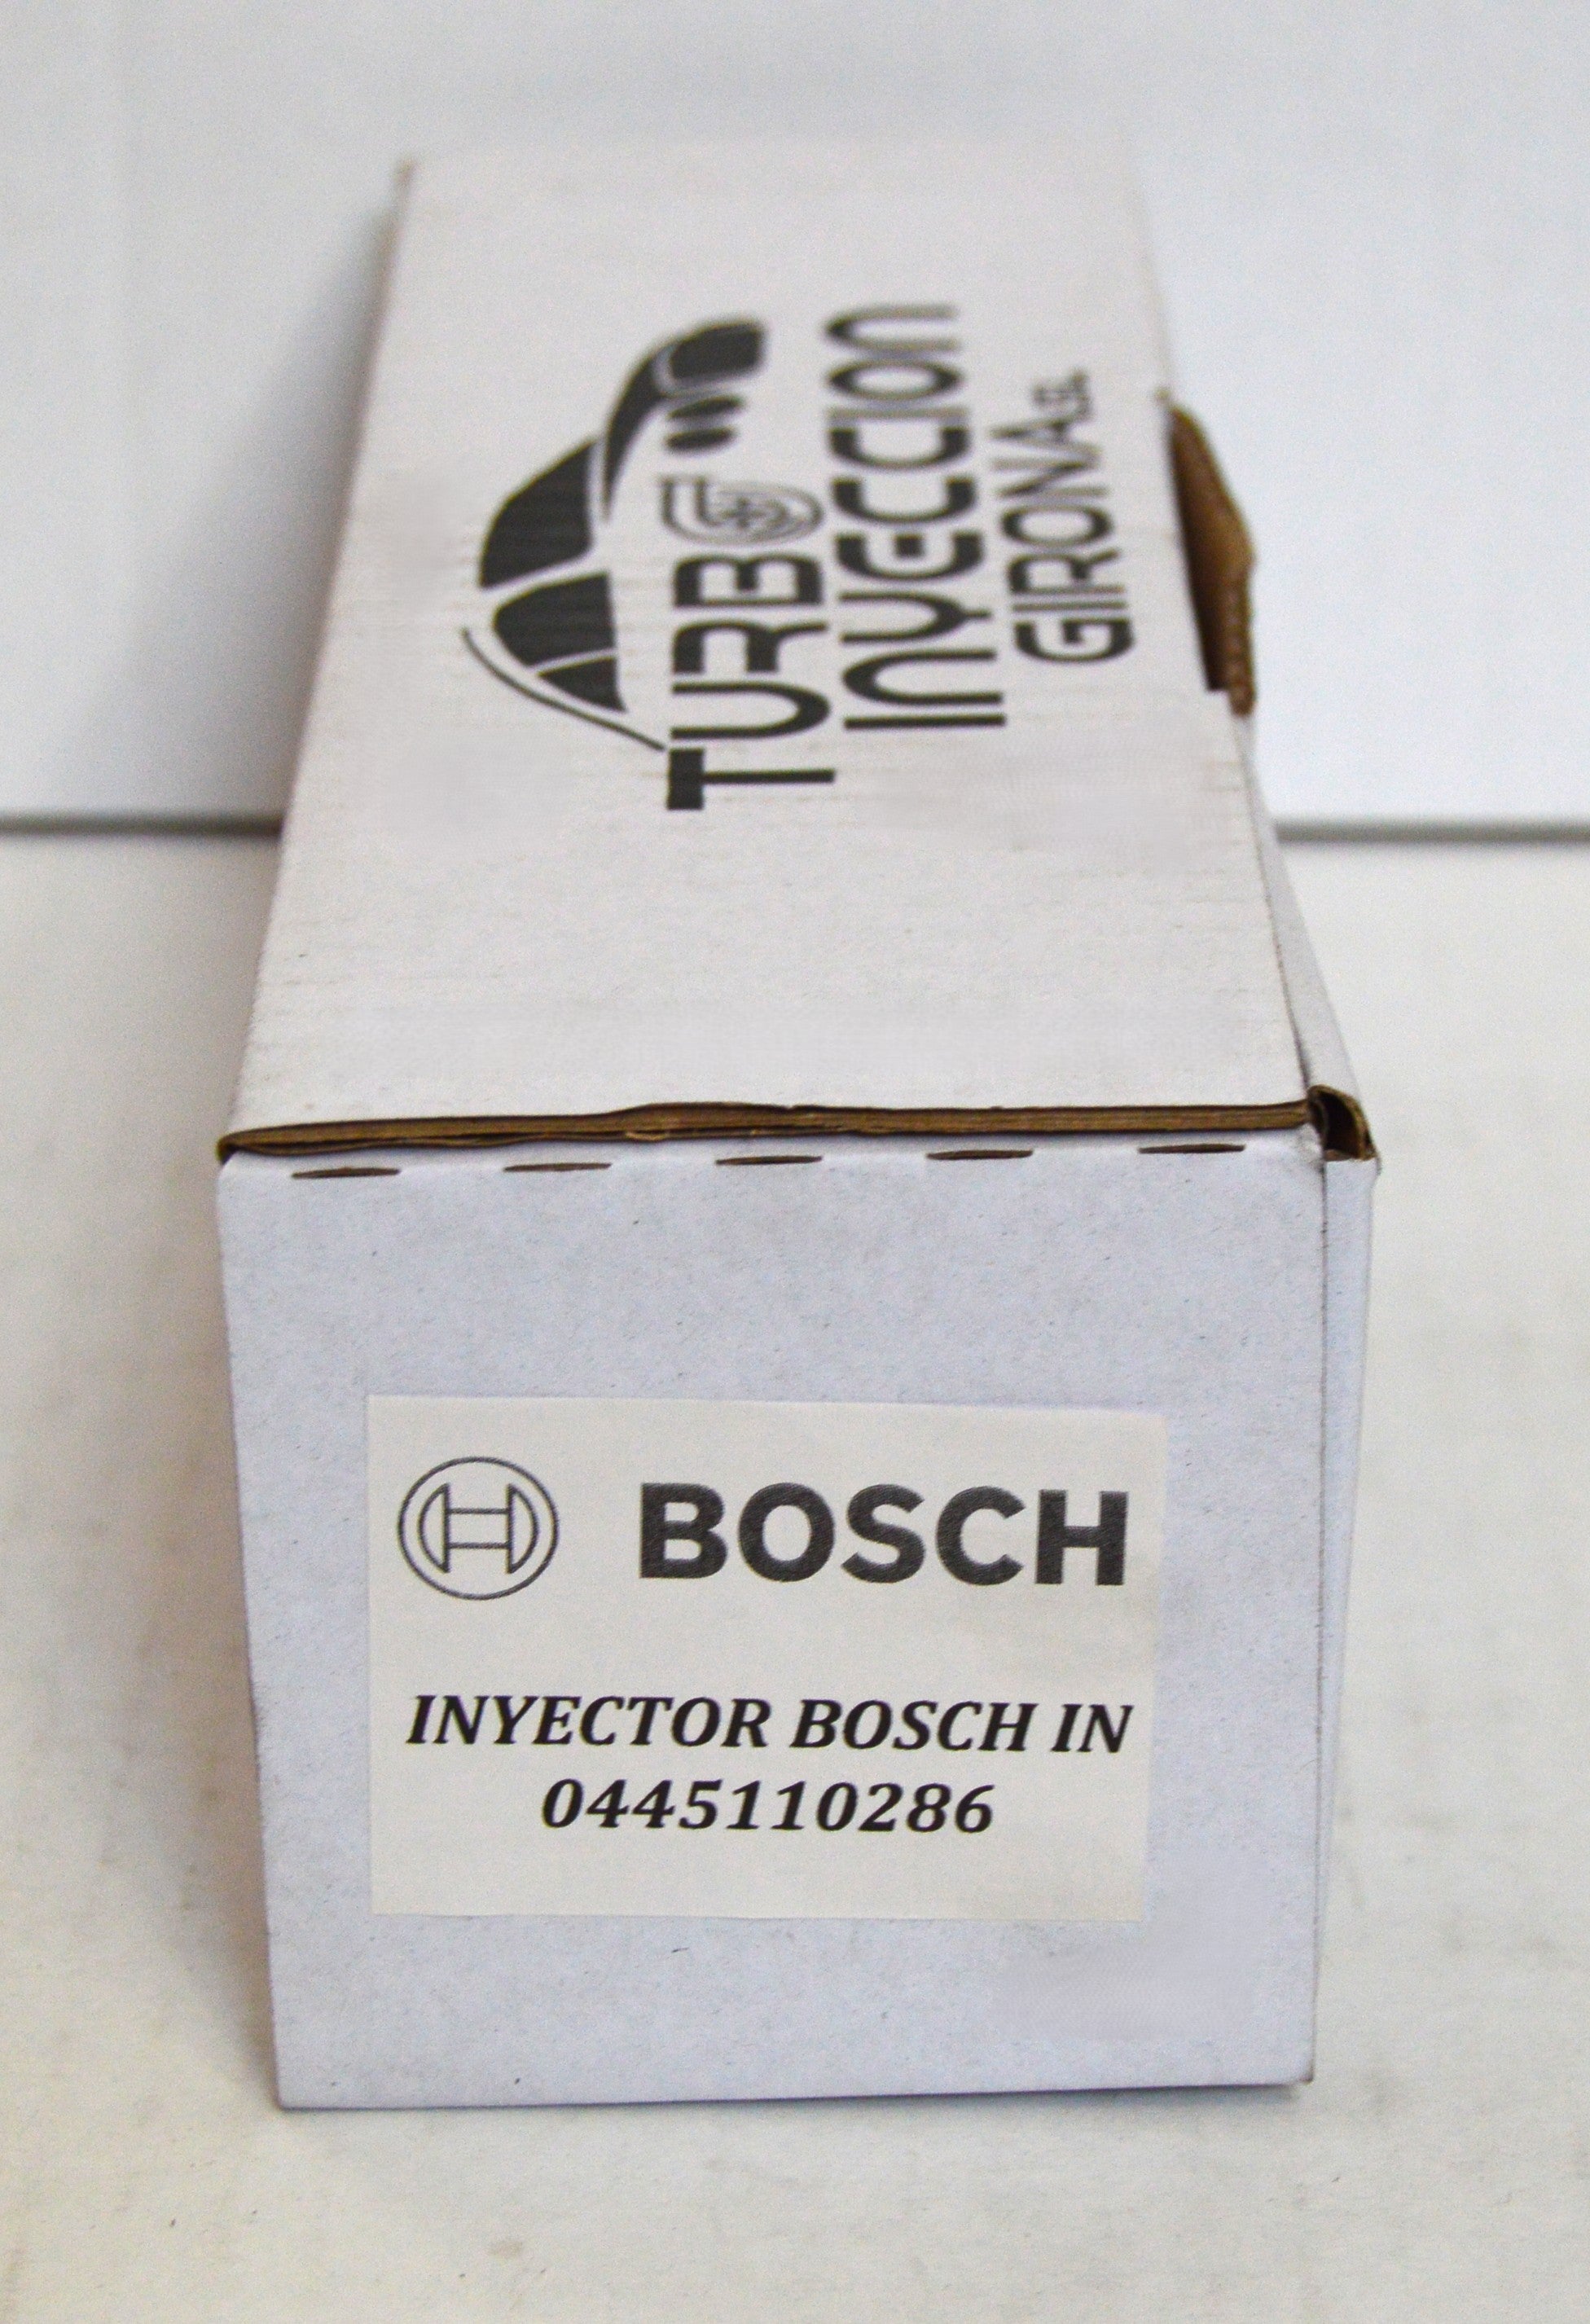 TURBO
INYECCION
GIRONA S.L.
BOSCH
INYECTOR BOSCH IN
0445110286